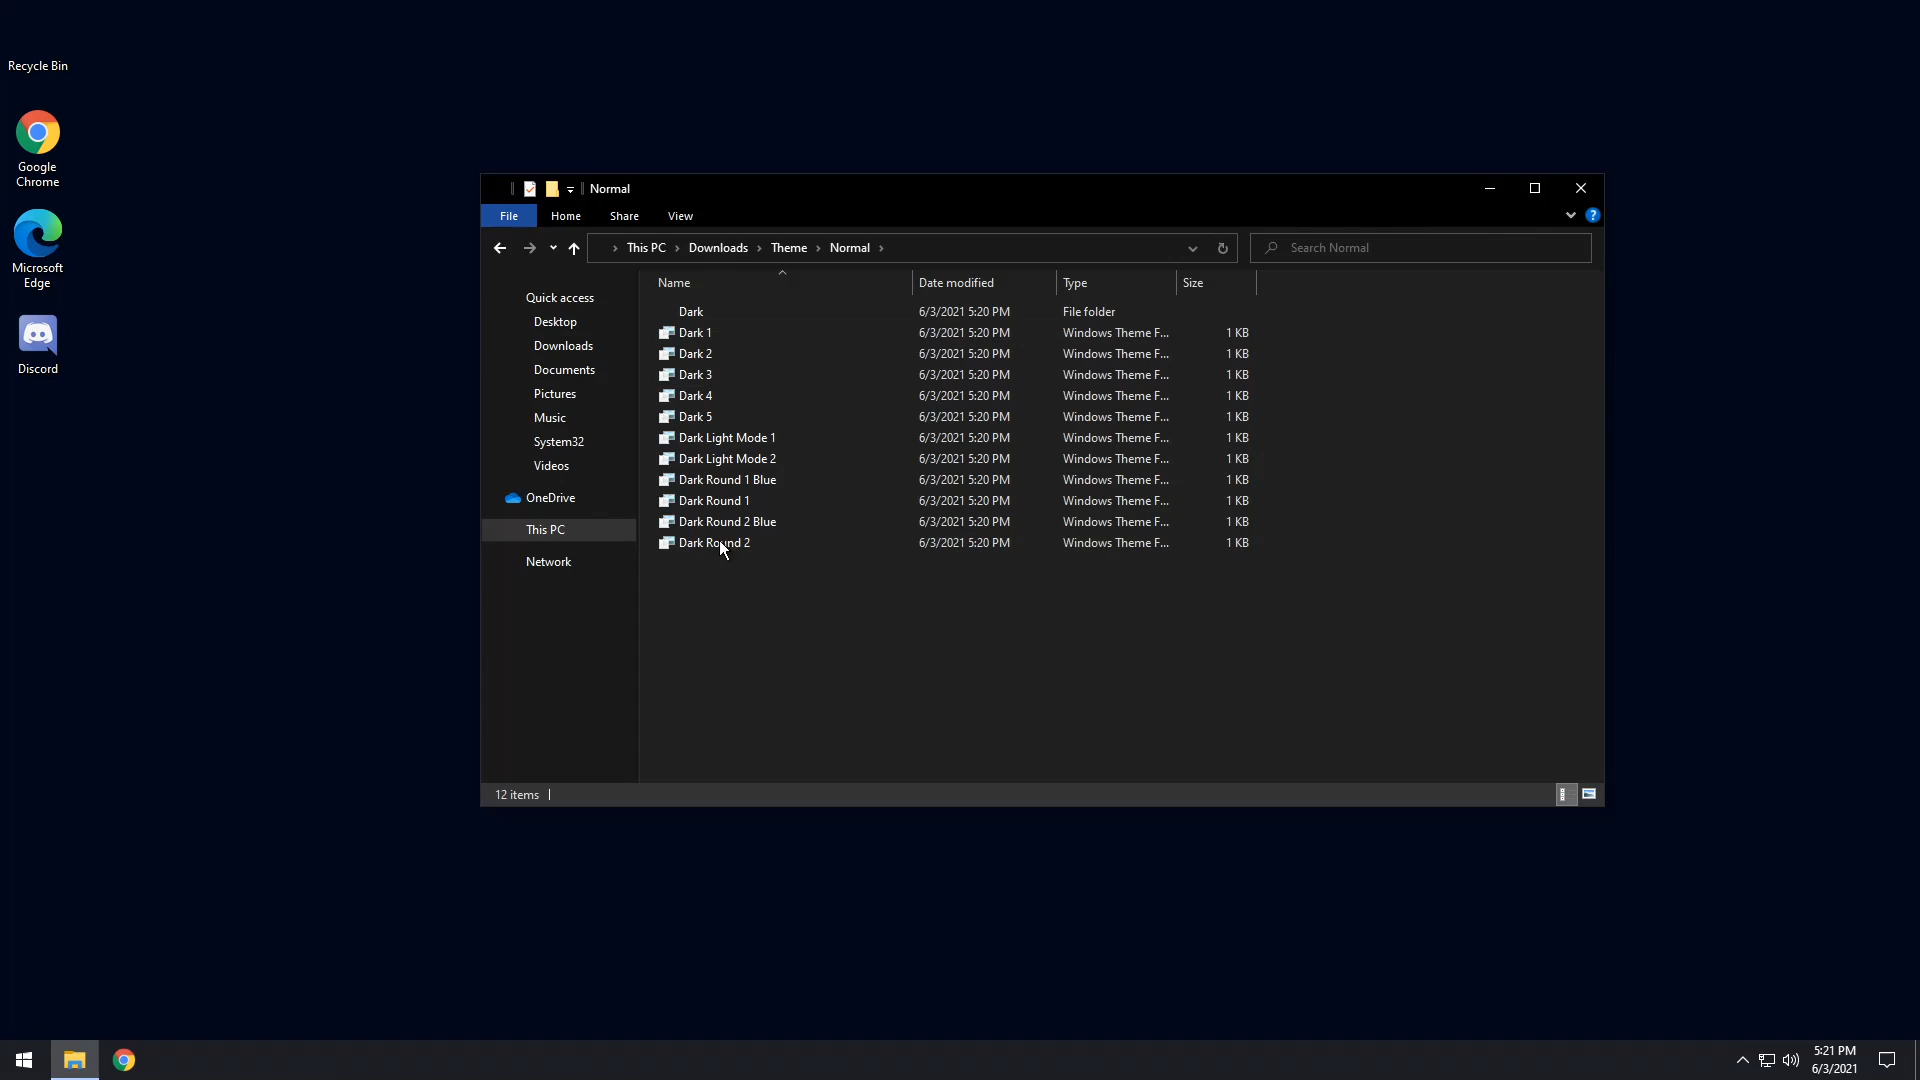 Recycle Bin
Google
Chrome
Microsoft
Edge
Discord
Normal
File Home Share View
?
This PC Downloads Theme Normal
Search Normal
Name Date modified Type Size
Quick access
Desktop
Downloads
Documents
Pictures
Music
System32
Videos
OneDrive
This PC
Network
Dark 6/3/2021 5:20 PM File folder
Dark 1 6/3/2021 5:20 PM Windows Theme F... 1 KB
Dark 2 6/3/2021 5:20 PM Windows Theme F... 1 KB
Dark 3 6/3/2021 5:20 PM Windows Theme F... 1 KB
Dark 4 6/3/2021 5:20 PM Windows Theme F... 1 KB
Dark 5 6/3/2021 5:20 PM Windows Theme F... 1 KB
Dark Light Mode 1 6/3/2021 5:20 PM Windows Theme F... 1 KB
Dark Light Mode 2 6/3/2021 5:20 PM Windows Theme F... 1 KB
Dark Round 1 Blue 6/3/2021 5:20 PM Windows Theme F... 1 KB
Dark Round 1 6/3/2021 5:20 PM Windows Theme F... 1 KB
Dark Round 2 Blue 6/3/2021 5:20 PM Windows Theme F... 1 KB
Dark Round 2 6/3/2021 5:20 PM Windows Theme F... 1 KB
12 items
5:21 PM
6/3/2021